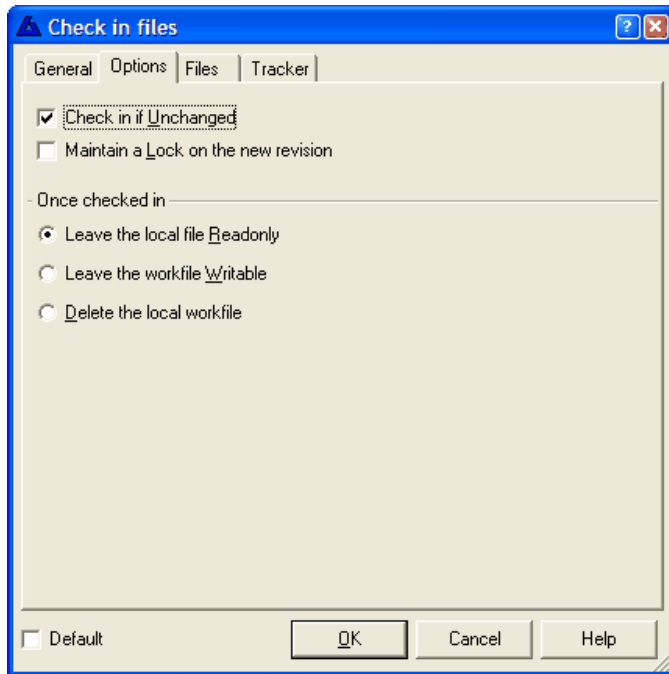 Check in files
General Options Files Tracker
Check in if Unchanged
Maintain a Lock on the new revision
Once checked in
Leave the local file Readonly
Leave the workfile Writable
Delete the local workfile
Default OK Cancel Help